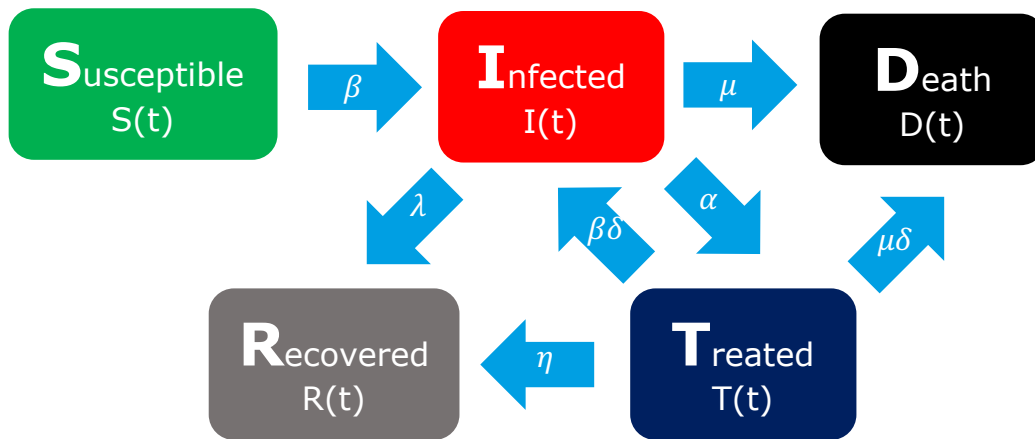 Susceptible
S(t)
β
Infected
I(t)
μ
Death
D(t)
λ
βδ
α
μδ
Recovered
R(t)
η
Treated
T(t)